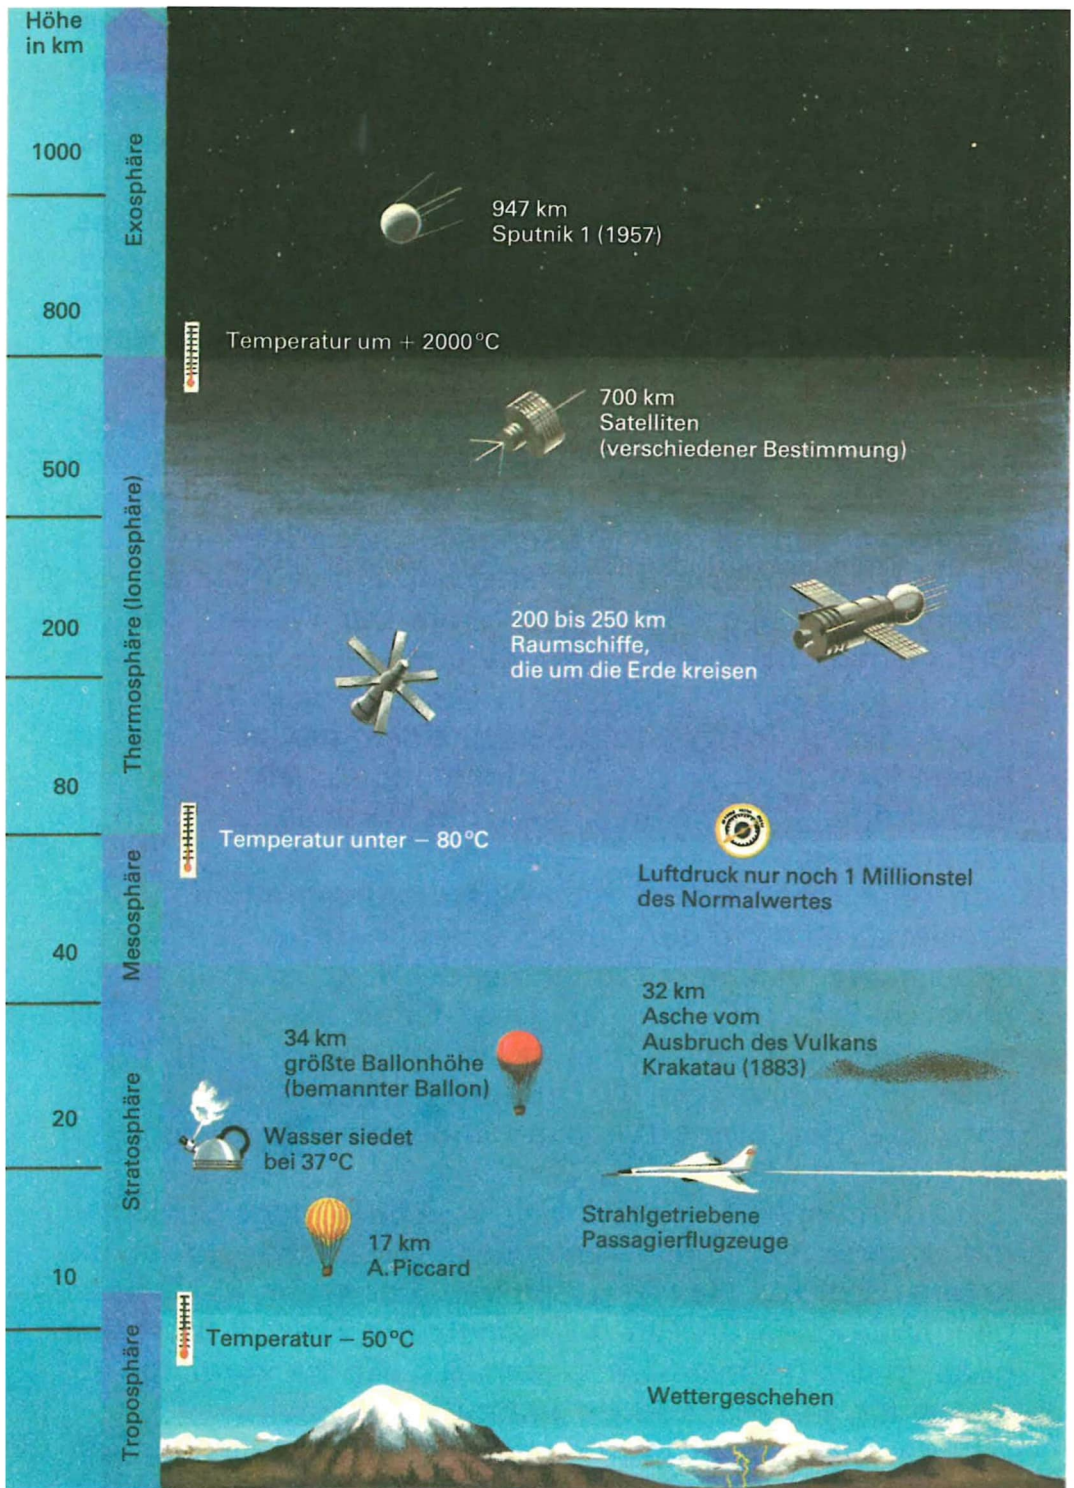 Höhe
in km
1000
800
500
200
80
40
20
10
Exosphäre
Thermosphäre (Ionosphäre)
Mesosphäre
Stratosphäre
Troposphäre
947 km
Sputnik 1 (1957)
Temperatur um + 2000 °C
700 km
Satelliten
(verschiedener Bestimmung)
200 bis 250 km
Raumschiffe,
die um die Erde kreisen
Temperatur unter – 80 °C
Luftdruck nur noch 1 Millionstel
des Normalwertes
32 km
Asche vom
Ausbruch des Vulkans
Krakatau (1883)
34 km
größte Ballonhöhe
(bemannter Ballon)
Wasser siedet
bei 37 °C
Strahlgetriebene
Passagierflugzeuge
17 km
A. Piccard
Temperatur – 50 °C
Wettergeschehen